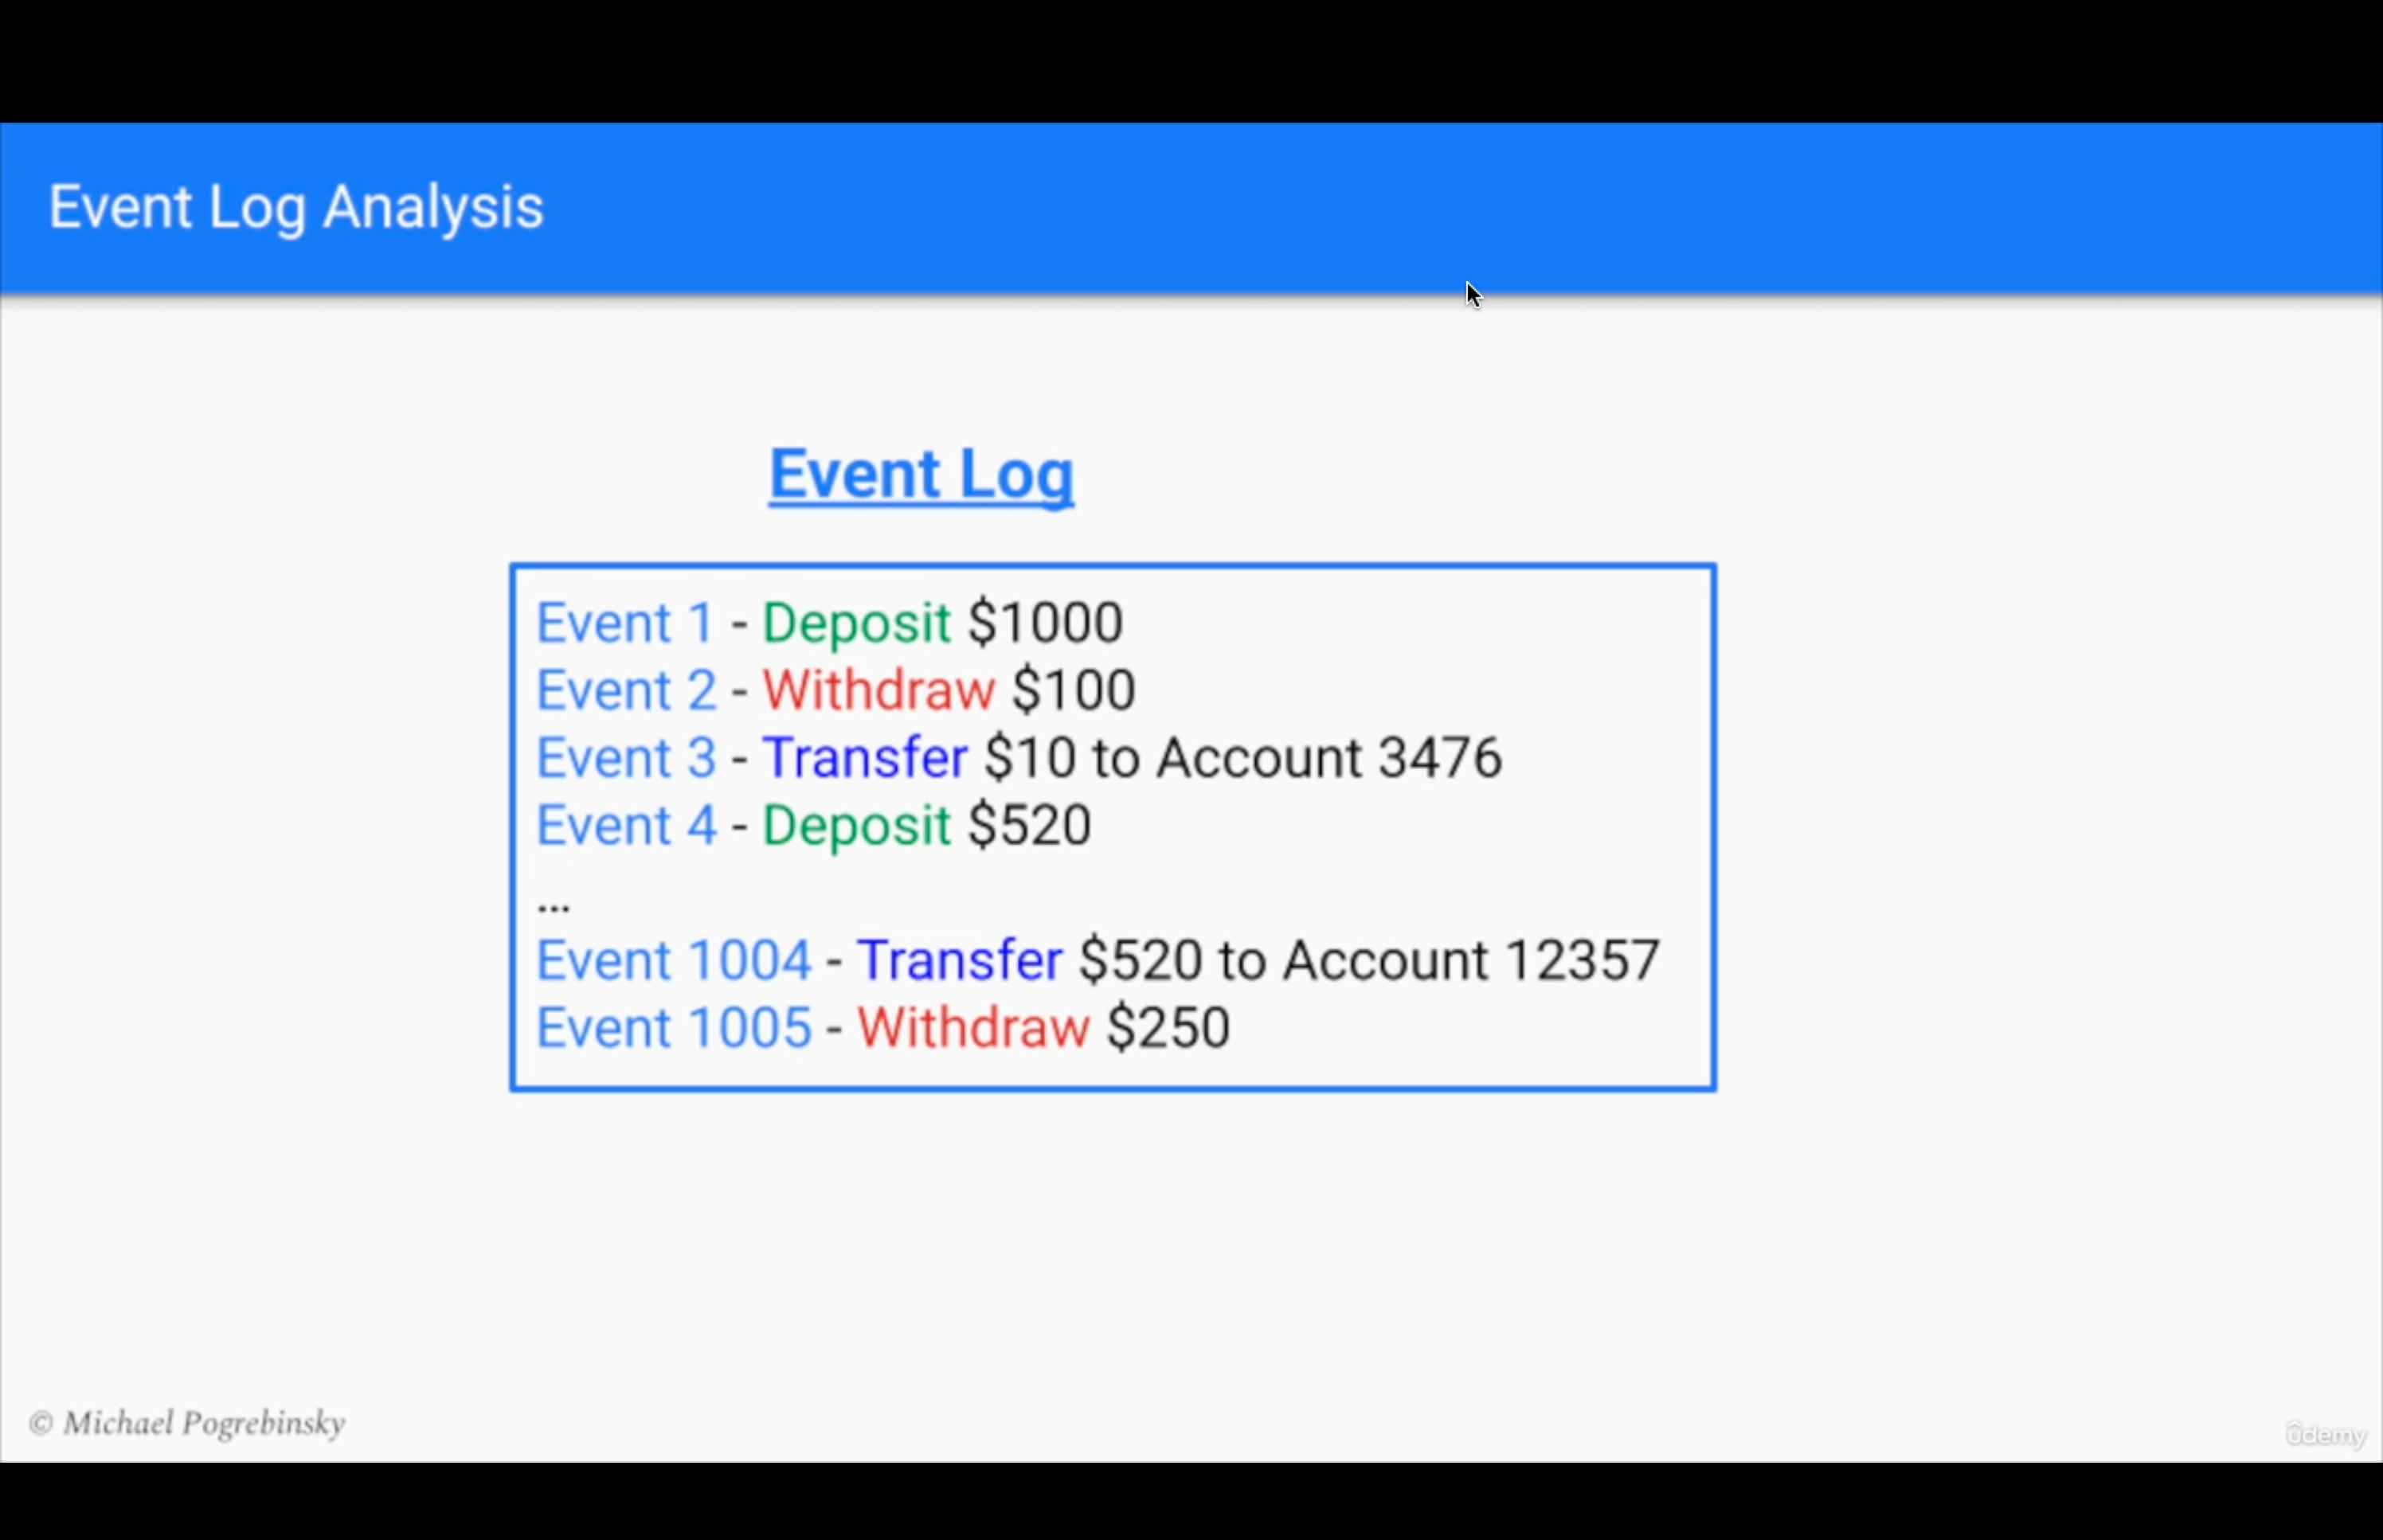 Event Log Analysis
Event Log
Event 1 - Deposit $1000
Event 2 - Withdraw $100
Event 3 - Transfer $10 to Account 3476
Event 4 - Deposit $520
...
Event 1004 - Transfer $520 to Account 12357
Event 1005 - Withdraw $250
© Michael Pogrebinsky
ûdemy